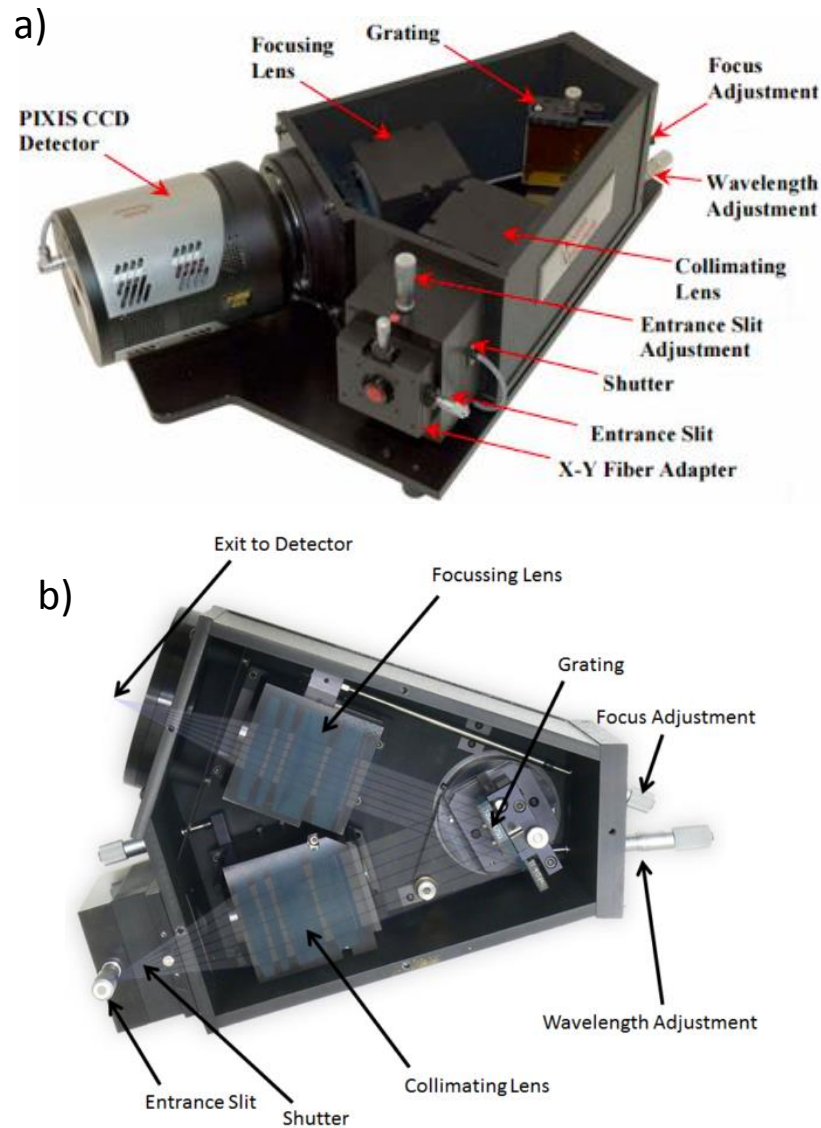 a)
Focusing
Lens
Grating
Focus
Adjustment
PIXIS CCD
Detector
Wavelength
Adjustment
Collimating
Lens
Entrance Slit
Adjustment
Shutter
Entrance Slit
X-Y Fiber Adapter
b)
Exit to Detector
Focussing Lens
Grating
Focus Adjustment
Wavelength Adjustment
Collimating Lens
Entrance Slit
Shutter